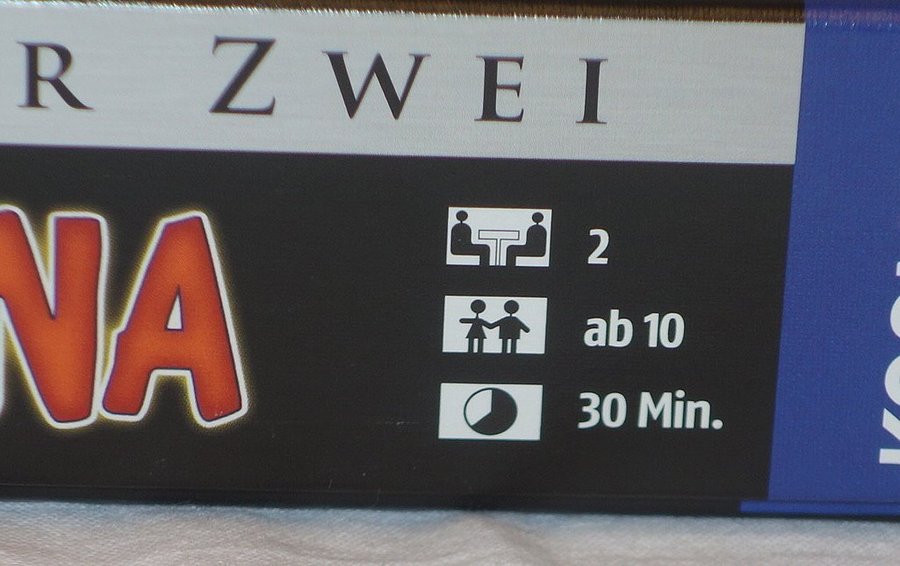 R ZWEI
NA
2
ab 10
30 Min.